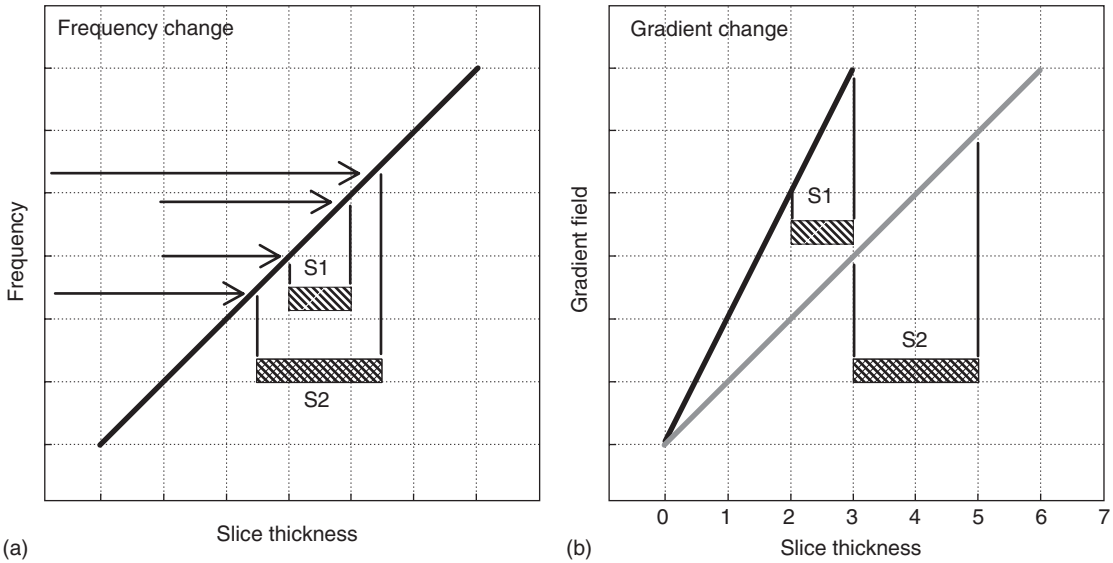 Frequency change
Frequency
S1
S2
Slice thickness
(a)
Gradient change
Gradient field
S1
S2
0 1 2 3 4 5 6 7
Slice thickness
(b)